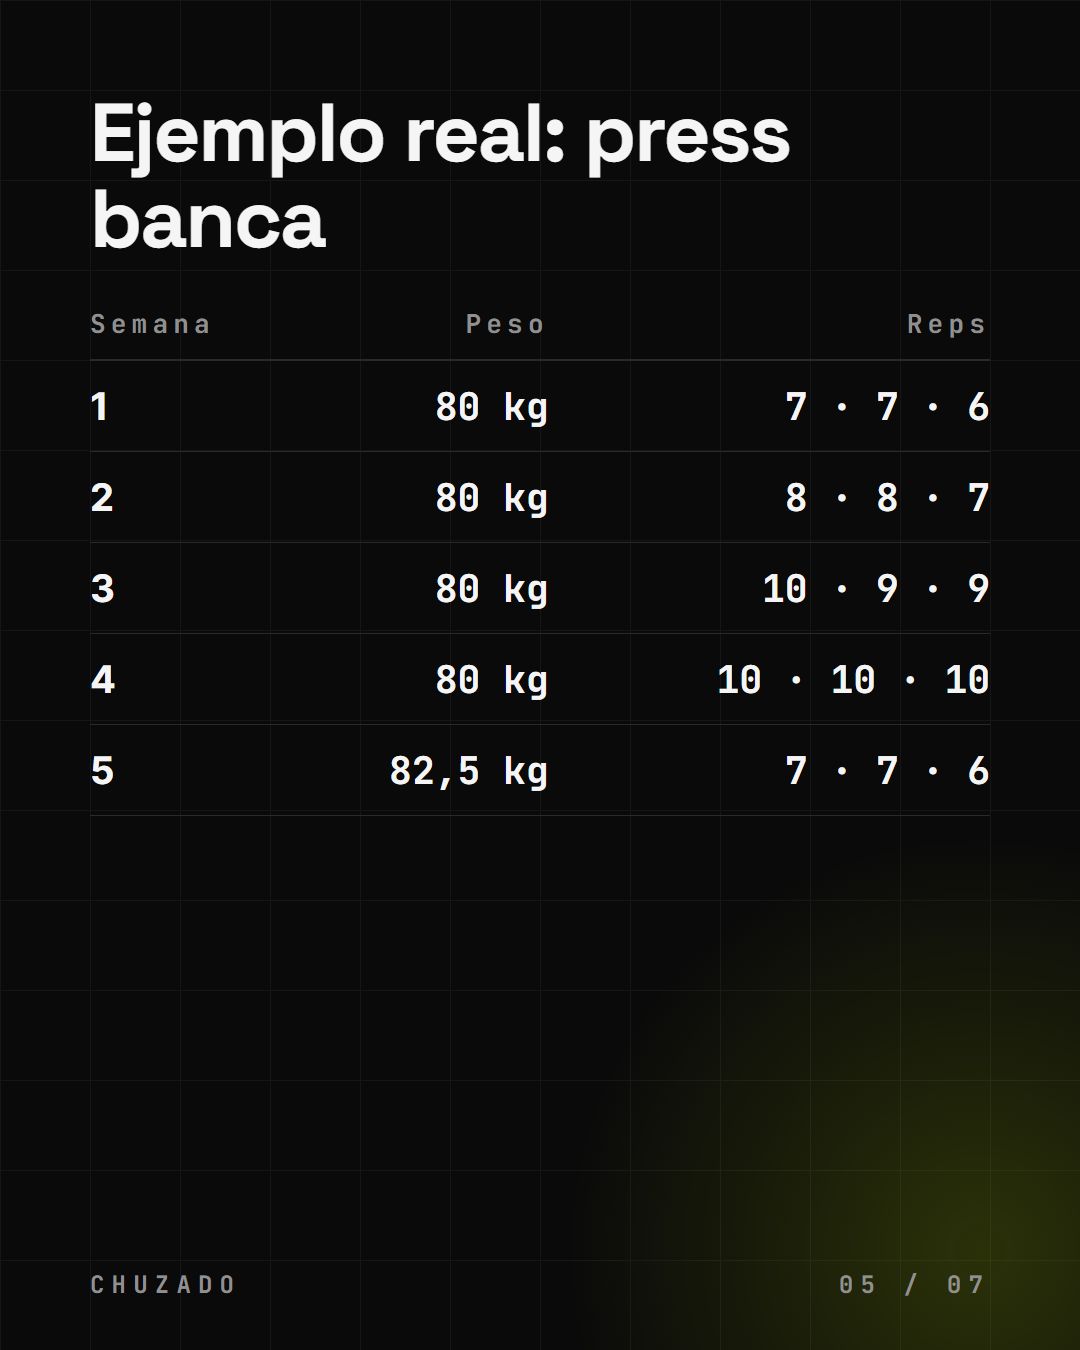 Ejemplo real: press
banca
Semana Peso Reps
1 80 kg 7 · 7 · 6
2 80 kg 8 · 8 · 7
3 80 kg 10 · 9 · 9
4 80 kg 10 · 10 · 10
5 82,5 kg 7 · 7 · 6
CHUZADO 05 / 07